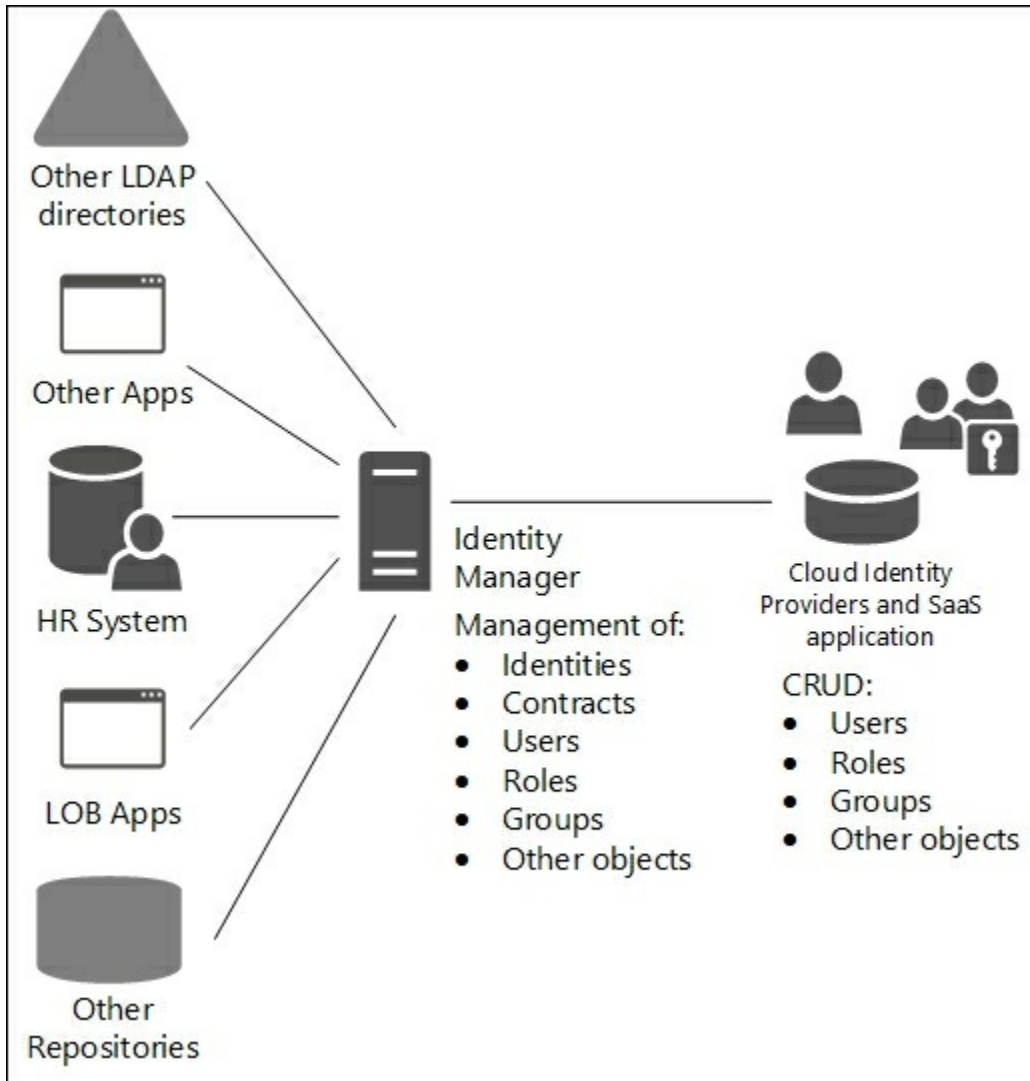 Other LDAP
directories
Other Apps
HR System
LOB Apps
Other
Repositories
Identity
Manager
Management of:
• Identities
• Contracts
• Users
• Roles
• Groups
• Other objects
Cloud Identity
Providers and SaaS
application
CRUD:
• Users
• Roles
• Groups
• Other objects